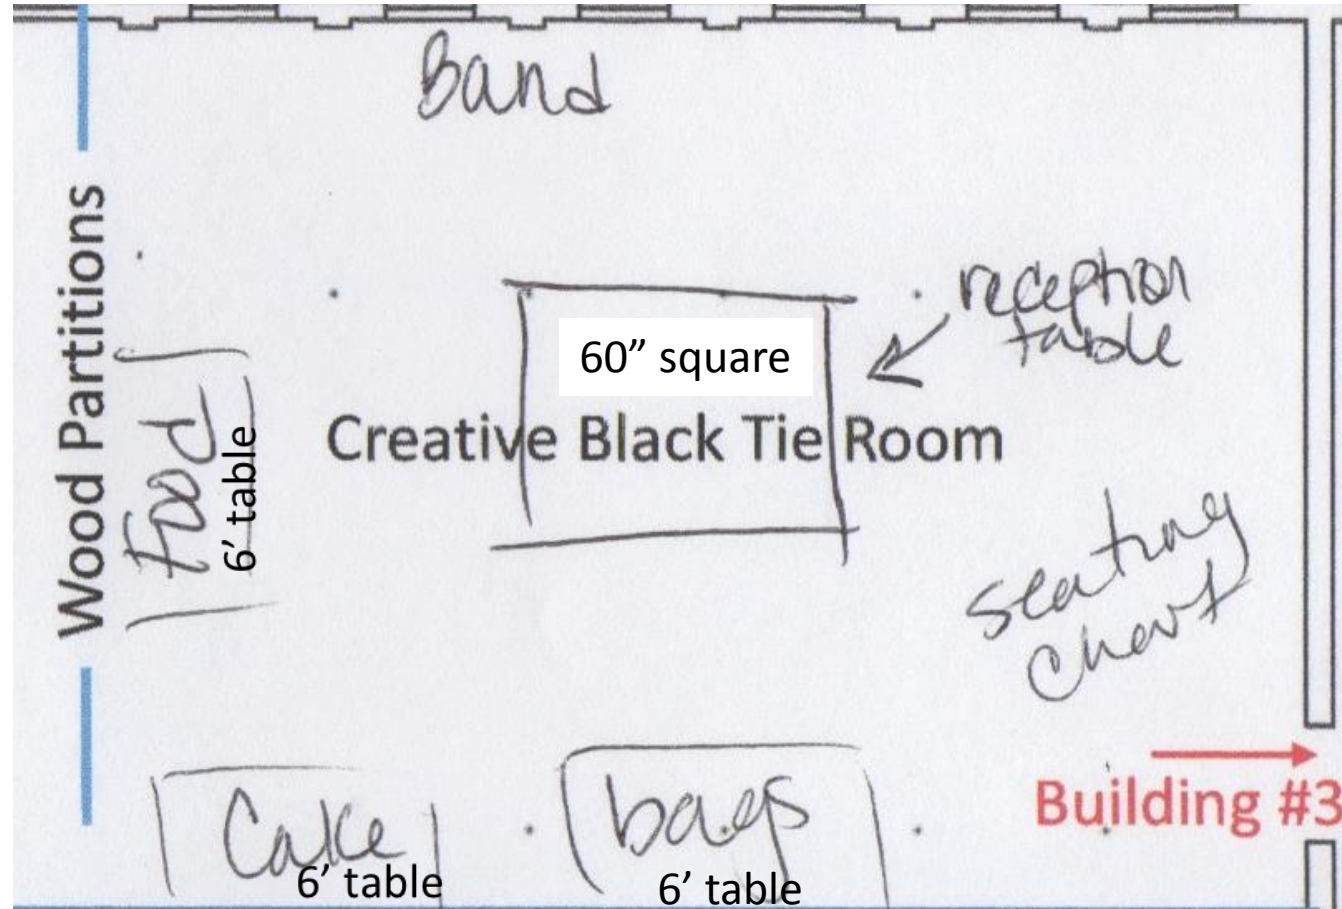 Band
Wood Partitions
reception
table
60” square
Food
6’ table
Creative Black Tie Room
seating
chart
Building #3
Cake
6’ table
bags
6’ table